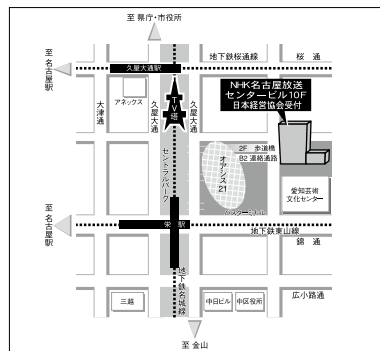 至 県庁・市役所
至 名古屋駅
久屋大通駅
地下鉄桜通線
桜 通
大津通
アネックス
久屋大通
TV塔
久屋大通
NHK名古屋放送
センタービル10F
日本経営協会受付
セントラルパーク
オアシス21
2F 歩道橋
B2 連絡通路
愛知芸術
文化センター
バスターミナル
至 名古屋駅
栄駅
地下鉄東山線
錦 通
地下鉄名城線
三越
中日ビル
中区役所
広小路通
至 金山